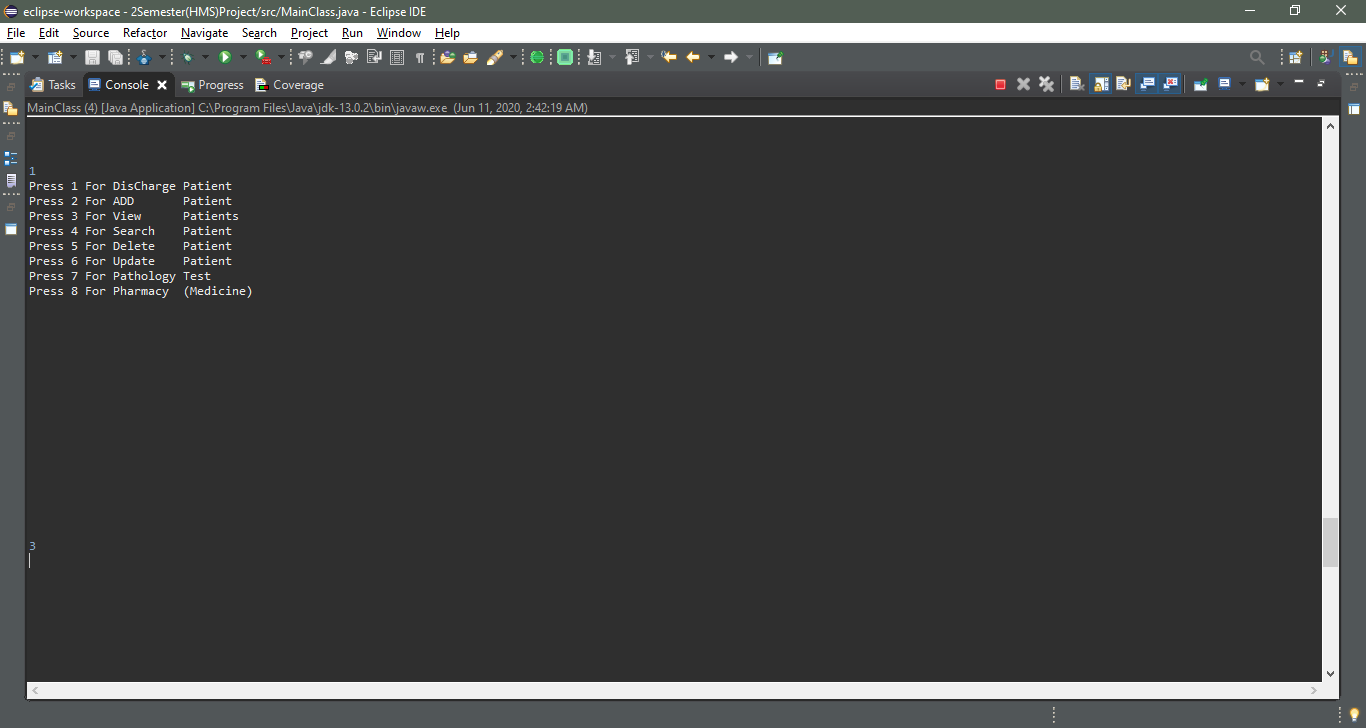 eclipse-workspace - 2Semester(HMS)Project/src/MainClass.java - Eclipse IDE
File Edit Source Refactor Navigate Search Project Run Window Help
Tasks Console Progress Coverage
MainClass (4) [Java Application] C:\Program Files\Java\jdk-13.0.2\bin\javaw.exe (Jun 11, 2020, 2:42:19 AM)
1
Press 1 For DisCharge Patient
Press 2 For ADD       Patient
Press 3 For View      Patients
Press 4 For Search    Patient
Press 5 For Delete    Patient
Press 6 For Update    Patient
Press 7 For Pathology Test
Press 8 For Pharmacy  (Medicine)
3